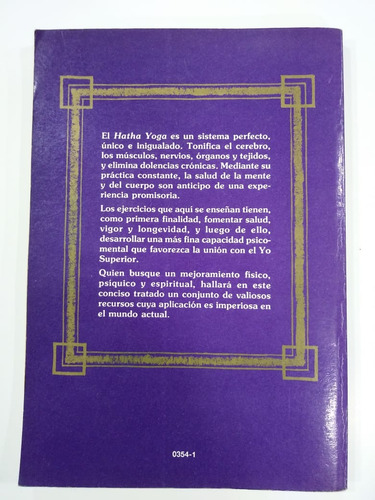 El Hatha Yoga es un sistema perfecto,
único e inigualado. Tonifica el cerebro,
los músculos, nervios, órganos y tejidos,
y elimina dolencias crónicas. Mediante su
práctica constante, la salud de la mente
y del cuerpo son anticipo de una expe-
riencia promisoria.
Los ejercicios que aquí se enseñan tienen,
como primera finalidad, fomentar salud,
vigor y longevidad, y luego de ello,
desarrollar una más fina capacidad psico-
mental que favorezca la unión con el Yo
Superior.
Quien busque un mejoramiento físico,
psíquico y espiritual, hallará en este
conciso tratado un conjunto de valiosos
recursos cuya aplicación es imperiosa en
el mundo actual.
0354-1